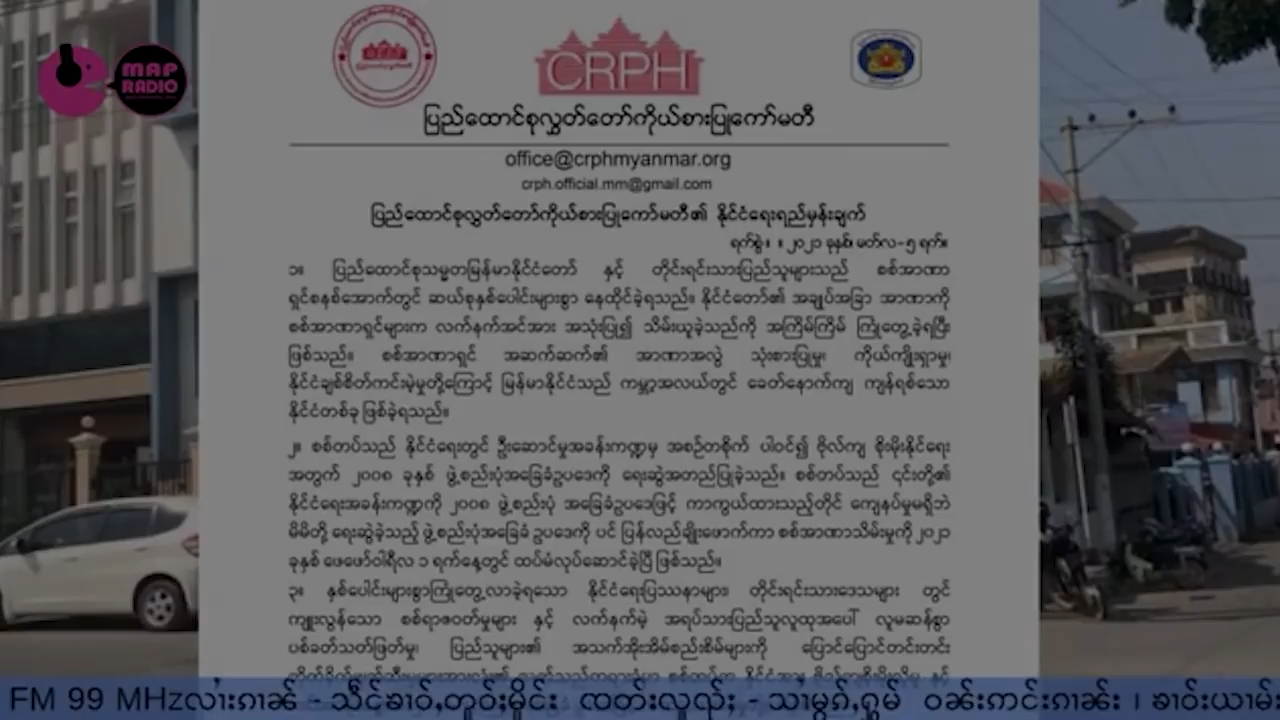 MAP
RADIO
CRPH
ပြည်ထောင်စုလွှတ်တော်ကိုယ်စားပြုကော်မတီ
office@crphmyanmar.org
crph.official.mm@gmail.com
ပြည်ထောင်စုလွှတ်တော်ကိုယ်စားပြုကော်မတီ၏ နိုင်ငံရေးရည်မှန်းချက်
ရက်စွဲ ။ ။ ၂၀၂၁ ခုနှစ်၊ မတ်လ - ၅ ရက်။
၁။ ပြည်ထောင်စုသမ္မတမြန်မာနိုင်ငံတော် နှင့် တိုင်းရင်းသားပြည်သူများသည် စစ်အာဏာ
ရှင်စနစ်အောက်တွင် ဆယ်စုနှစ်ပေါင်းများစွာ နေထိုင်ခဲ့ရသည်။ နိုင်ငံတော်၏ အချုပ်အခြာ အာဏာကို
စစ်အာဏာရှင်များက လက်နက်အင်အား အသုံးပြု၍ သိမ်းယူခဲ့သည်ကို အကြိမ်ကြိမ် ကြုံတွေ့ခဲ့ရပြီး
ဖြစ်သည်။ စစ်အာဏာရှင် အဆက်ဆက်၏ အာဏာအလွဲ သုံးစားပြုမှု၊ ကိုယ်ကျိုးရှာမှု၊
နိုင်ငံချစ်စိတ်ကင်းမဲ့မှုတို့ကြောင့် မြန်မာနိုင်ငံသည် ကမ္ဘာ့အလယ်တွင် ခေတ်နောက်ကျ ကျန်ရစ်သော
နိုင်ငံတစ်ခု ဖြစ်ခဲ့ရသည်။
၂။ စစ်တပ်သည် နိုင်ငံရေးတွင် ဦးဆောင်မှုအခန်းကဏ္ဍမှ အစဉ်တစိုက် ပါဝင်၍ ဗိုလ်ကျ စိုးမိုးနိုင်ရေး
အတွက် ၂၀၀၈ ခုနှစ် ဖွဲ့စည်းပုံအခြေခံဥပဒေကို ရေးဆွဲအတည်ပြုခဲ့သည်။ စစ်တပ်သည် ၎င်းတို့၏
နိုင်ငံရေးအခန်းကဏ္ဍကို ၂၀၀၈ ဖွဲ့စည်းပုံ အခြေခံဥပဒေဖြင့် ကာကွယ်ထားသည့်တိုင် ကျေနပ်မှုမရှိဘဲ
မိမိတို့ ရေးဆွဲခဲ့သည့် ဖွဲ့စည်းပုံအခြေခံ ဥပဒေကို ပင် ပြန်လည်ချိုးဖောက်ကာ စစ်အာဏာသိမ်းမှုကို ၂၀၂၁
ခုနှစ် ဖေဖော်ဝါရီလ ၁ ရက်နေ့တွင် ထပ်မံလုပ်ဆောင်ခဲ့ပြီ ဖြစ်သည်။
၃။ နှစ်ပေါင်းများစွာကြုံတွေ့လာခဲ့ရသော နိုင်ငံရေးပြဿနာများ၊ တိုင်းရင်းသားဒေသများ တွင်
ကျူးလွန်သော စစ်ရာဇဝတ်မှုများ နှင့် လက်နက်မဲ့ အရပ်သားပြည်သူလူထုအပေါ် လူမဆန်စွာ
ပစ်ခတ်သတ်ဖြတ်မှု၊ ပြည်သူများ၏ အသက်အိုးအိမ်စည်းစိမ်များကို ပြောင်ပြောင်တင်းတင်း
FM 99 MHz